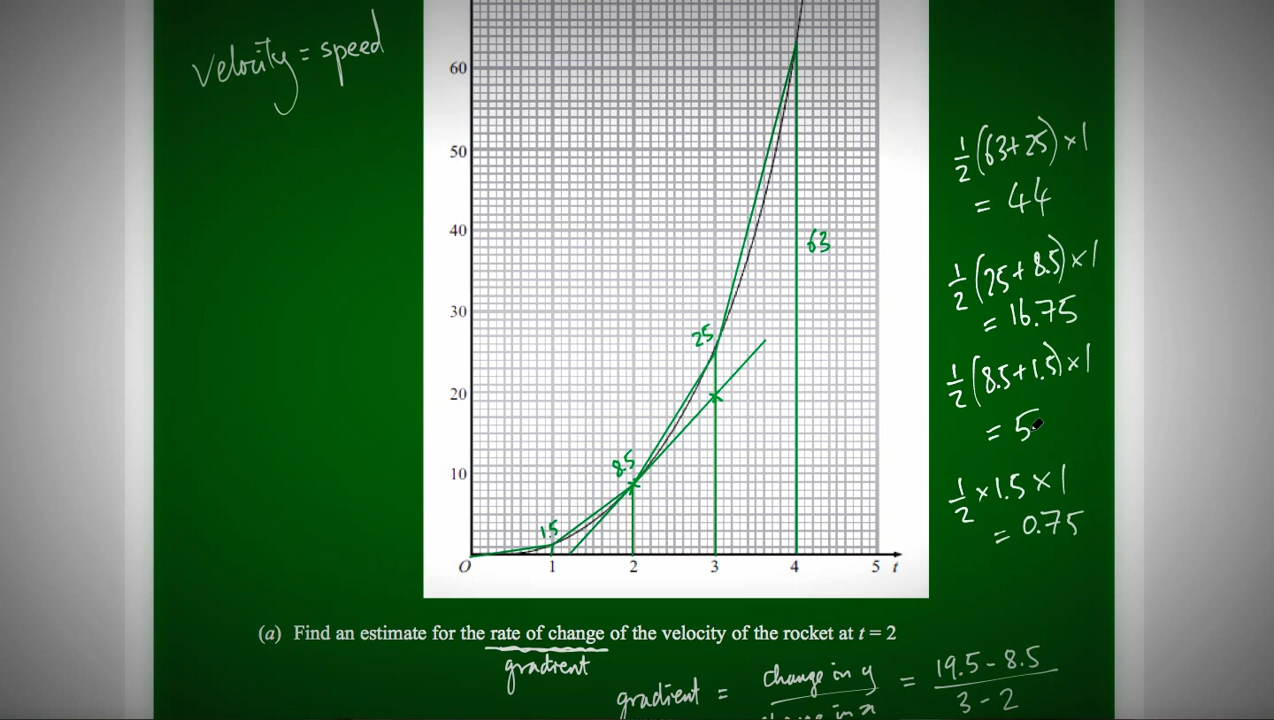 velocity = speed
60
50
40
30
20
10
O
1
2
3
4
5
t
63
25
8.5
1.5
1/2 (63+25) × 1
= 44
1/2 (25 + 8.5) × 1
= 16.75
1/2 (8.5+1.5) × 1
= 5
1/2 × 1.5 × 1
= 0.75
(a) Find an estimate for the rate of change of the velocity of the rocket at t = 2
gradient
gradient = change in y / change in x = 19.5 - 8.5 / 3 - 2